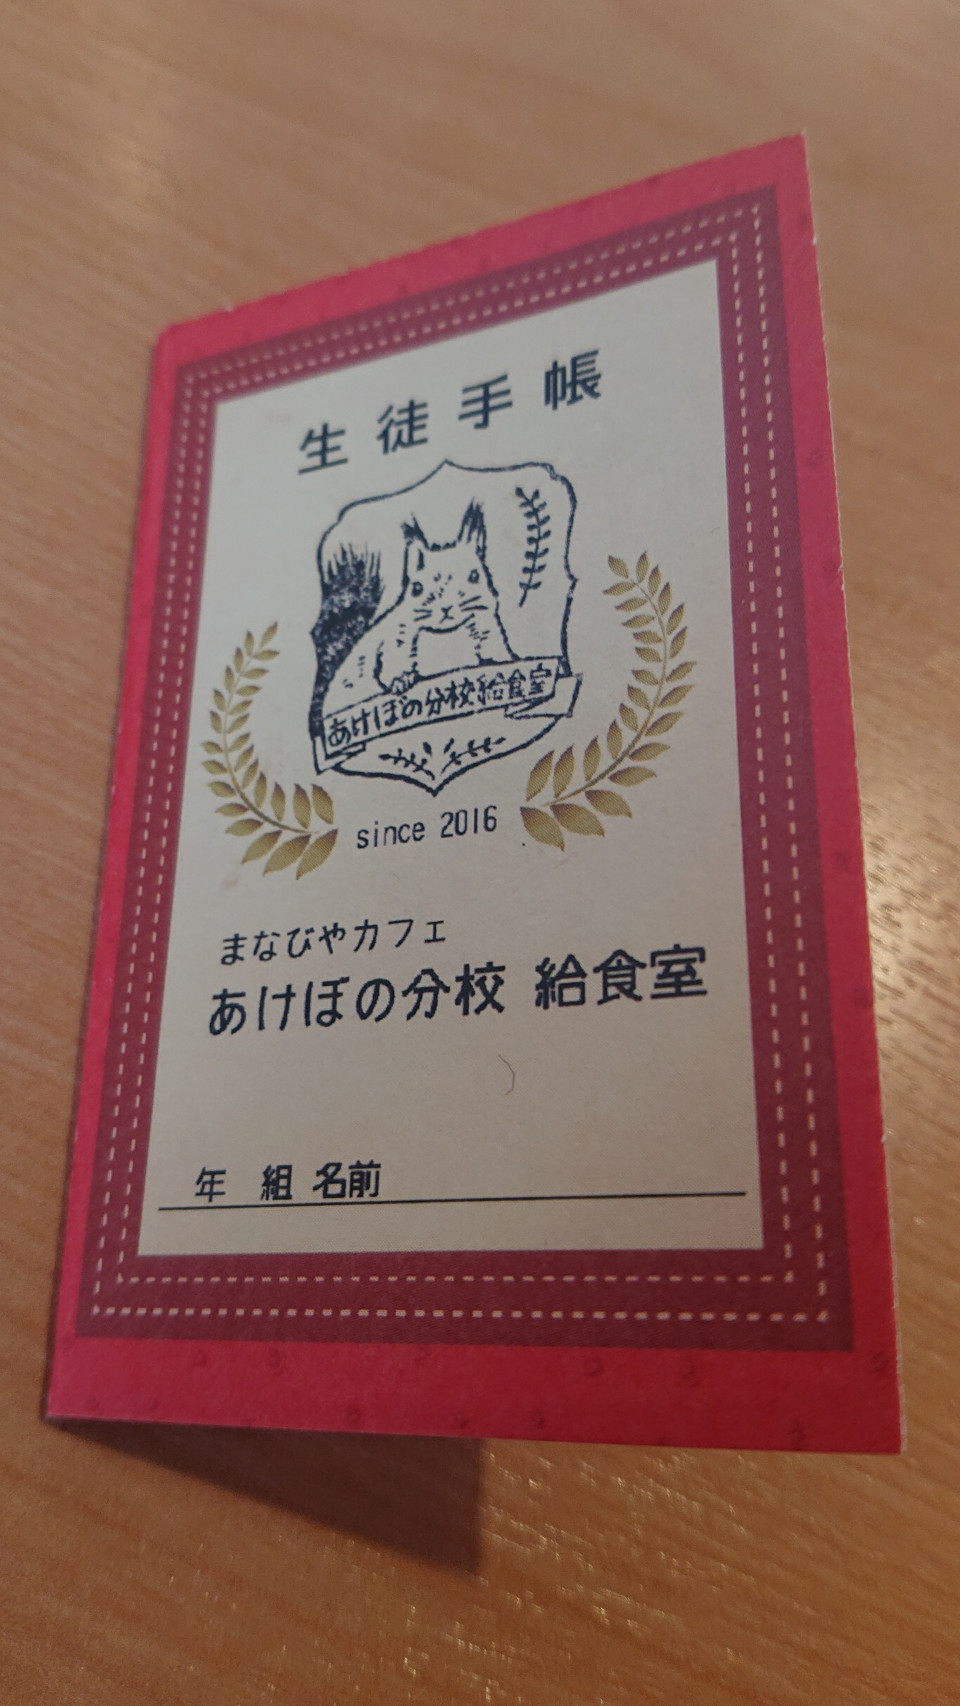 生徒手帳
あけぼの分校給食室
since 2016
まなびやカフェ
あけぼの分校 給食室
年 組 名前